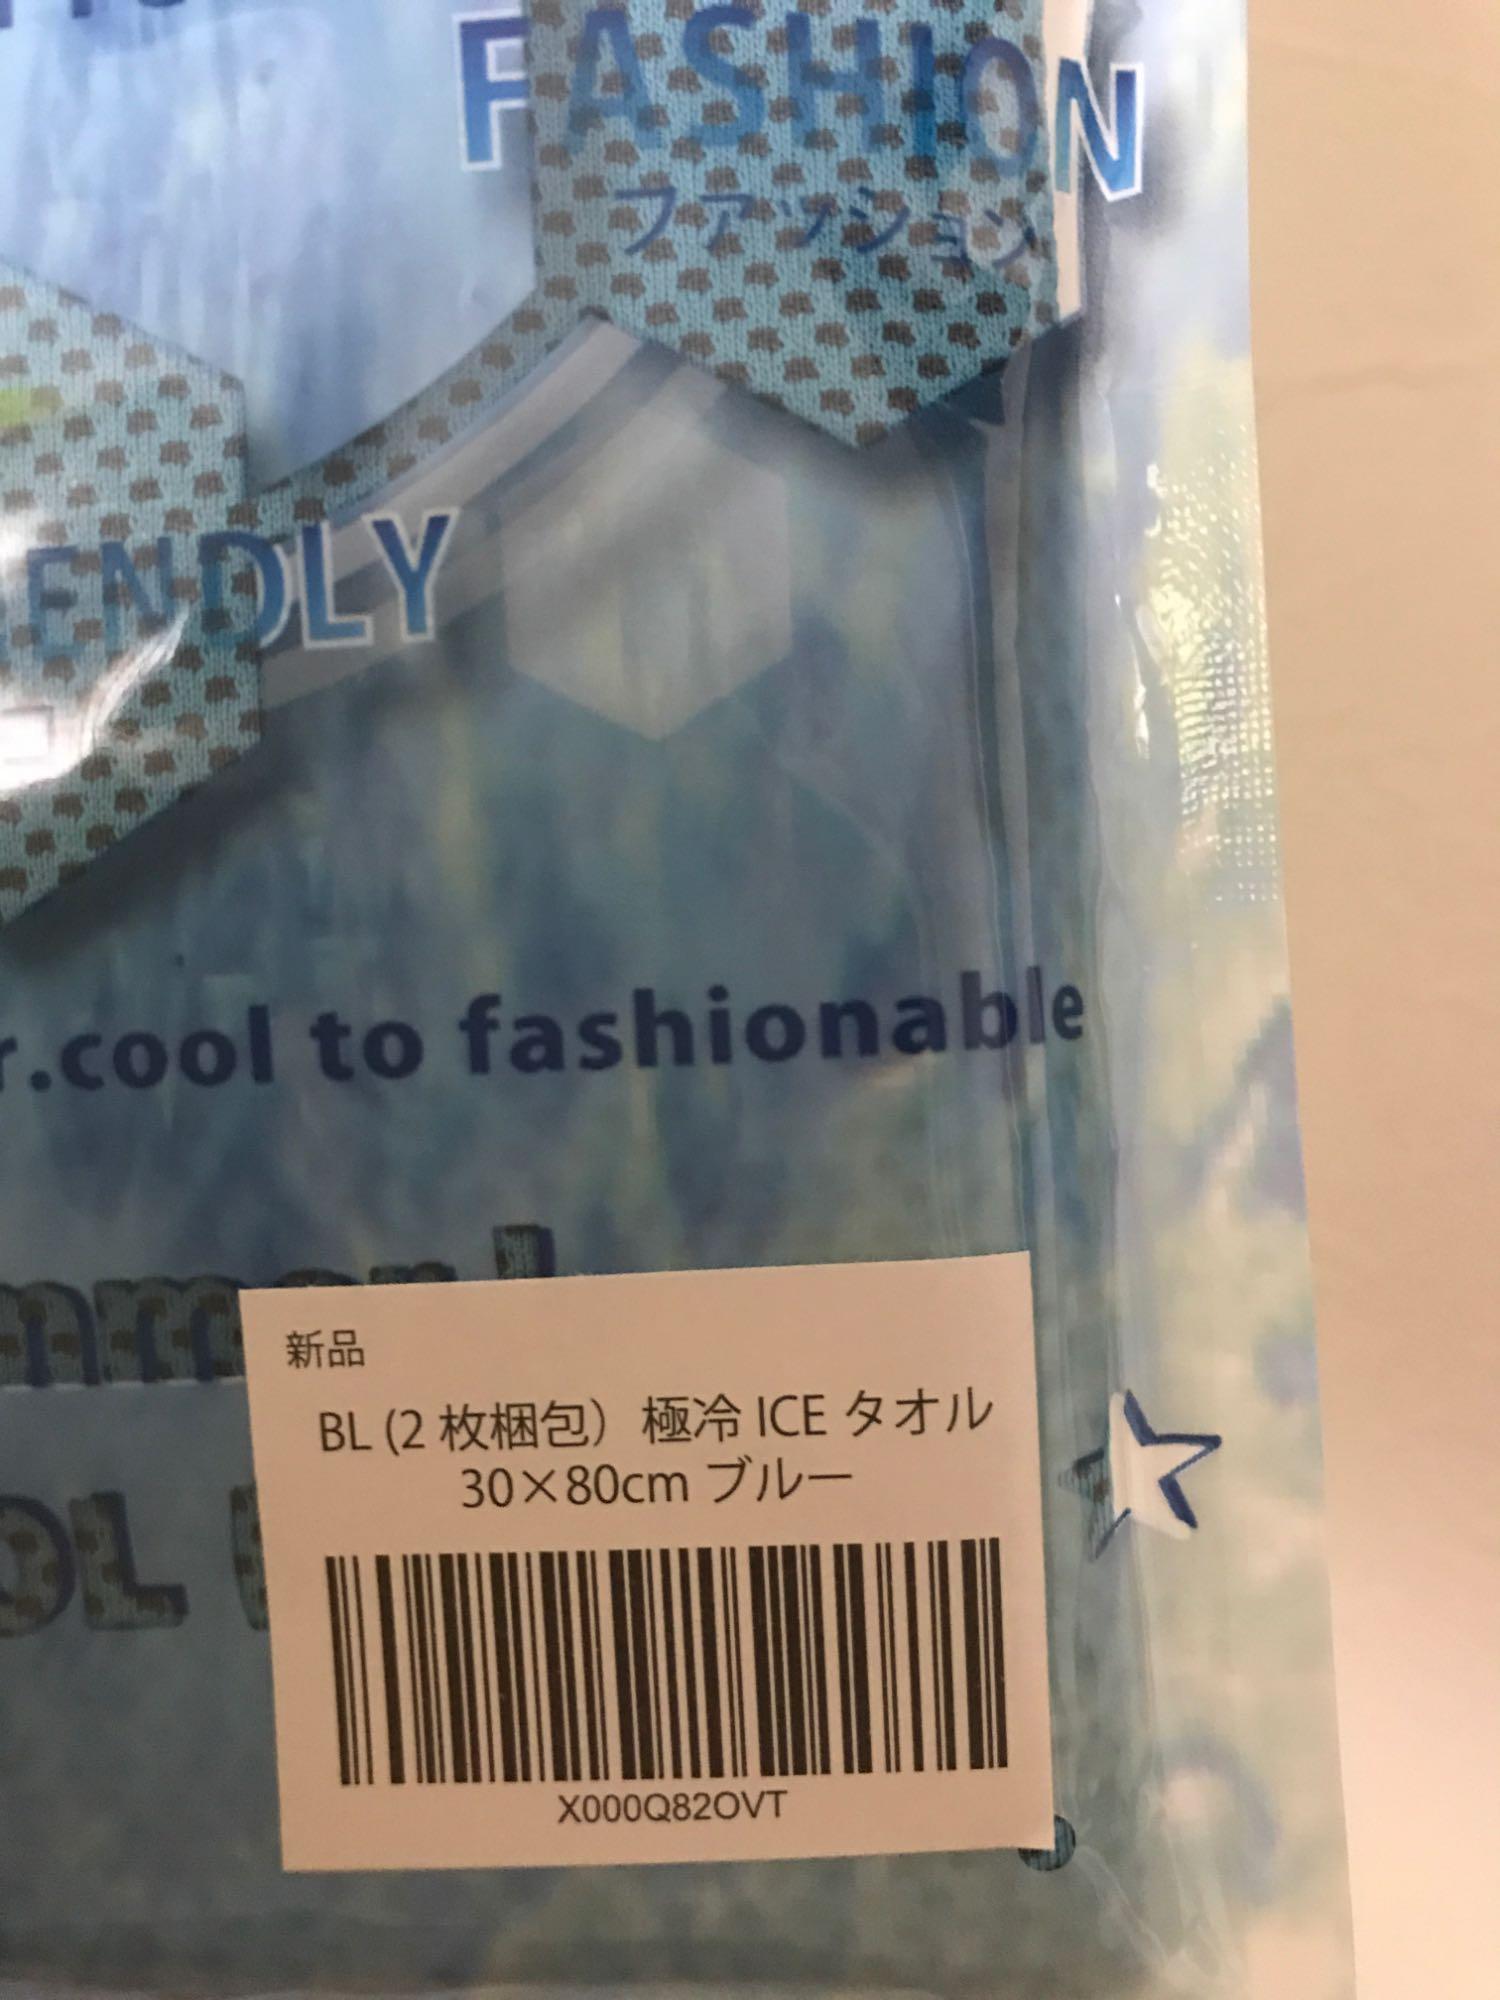 FASHION
ファッション
ENDLY
r.cool to fashionable
新品
BL (2 枚梱包）極冷 ICE タオル
30×80cm ブルー
X000Q82OVT